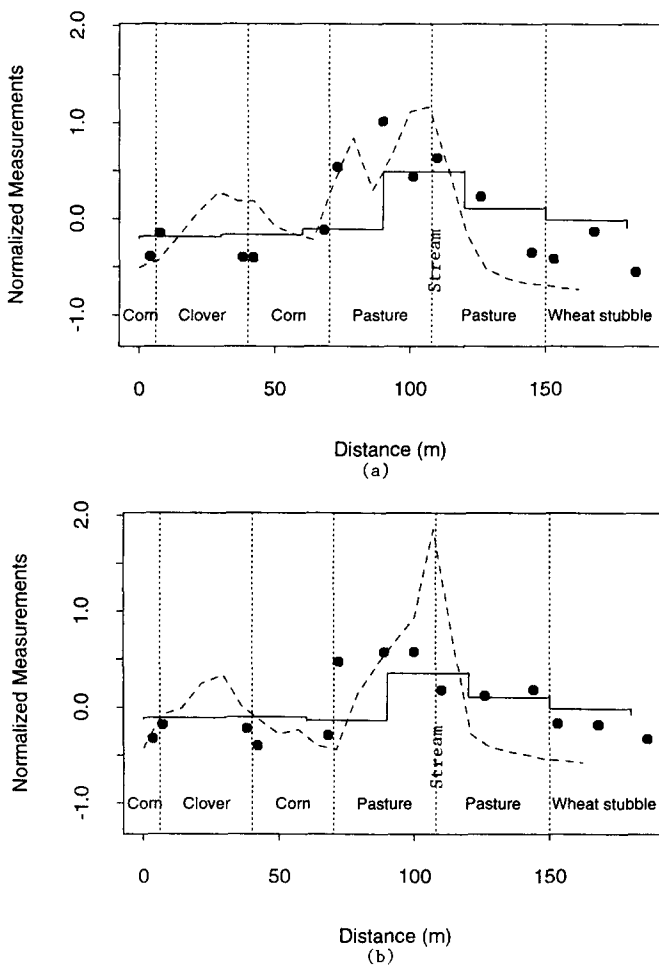 2.0
1.0
0.0
-1.0
Normalized Measurements
Corn
Clover
Corn
Pasture
Stream
Pasture
Wheat stubble
0
50
100
150
Distance (m)
(a)
2.0
1.0
0.0
-1.0
Normalized Measurements
Corn
Clover
Corn
Pasture
Stream
Pasture
Wheat stubble
0
50
100
150
Distance (m)
(b)